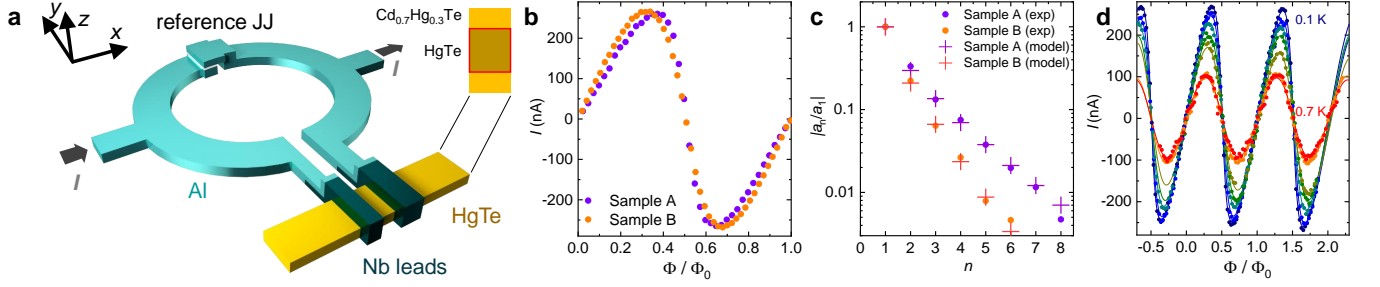 a
y
z
x
reference JJ
I
I
Al
Nb leads
HgTe
Cd0.7Hg0.3Te
HgTe
b
I (nA)
200
100
0
-100
-200
0.0 0.2 0.4 0.6 0.8 1.0
Φ / Φ0
Sample A
Sample B
c
|an/a1|
1
0.1
0.01
0 1 2 3 4 5 6 7 8
n
Sample A (exp)
Sample B (exp)
Sample A (model)
Sample B (model)
d
I (nA)
200
100
0
-100
-200
-0.5 0.0 0.5 1.0 1.5 2.0
Φ / Φ0
0.1 K
0.7 K